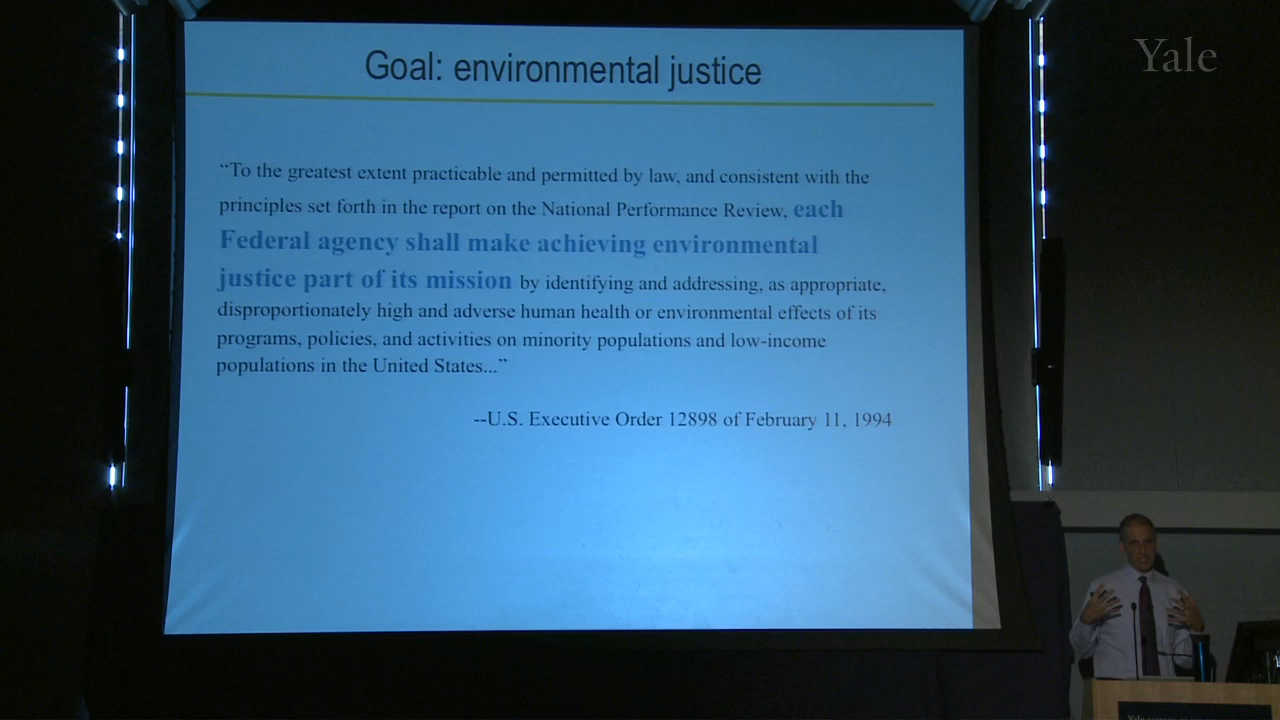 Yale
Goal: environmental justice
“To the greatest extent practicable and permitted by law, and consistent with the
principles set forth in the report on the National Performance Review, each
Federal agency shall make achieving environmental
justice part of its mission by identifying and addressing, as appropriate,
disproportionately high and adverse human health or environmental effects of its
programs, policies, and activities on minority populations and low-income
populations in the United States...”
--U.S. Executive Order 12898 of February 11, 1994